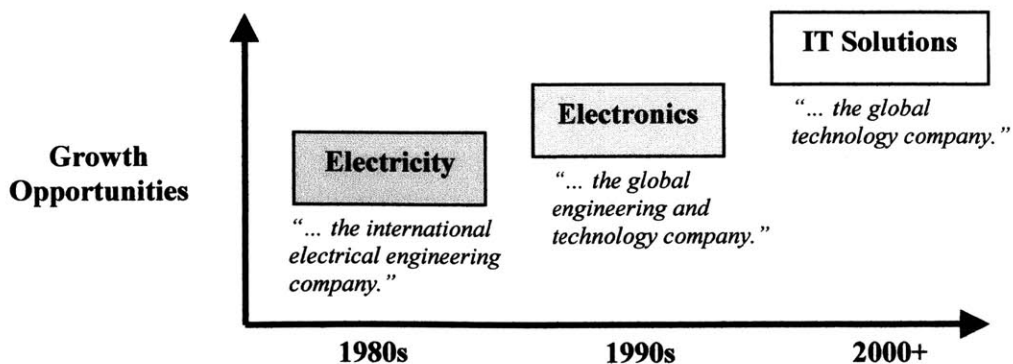 IT Solutions
“... the global
technology company.”
Electronics
“... the global
engineering and
technology company.”
Electricity
“... the international
electrical engineering
company.”
Growth
Opportunities
1980s
1990s
2000+